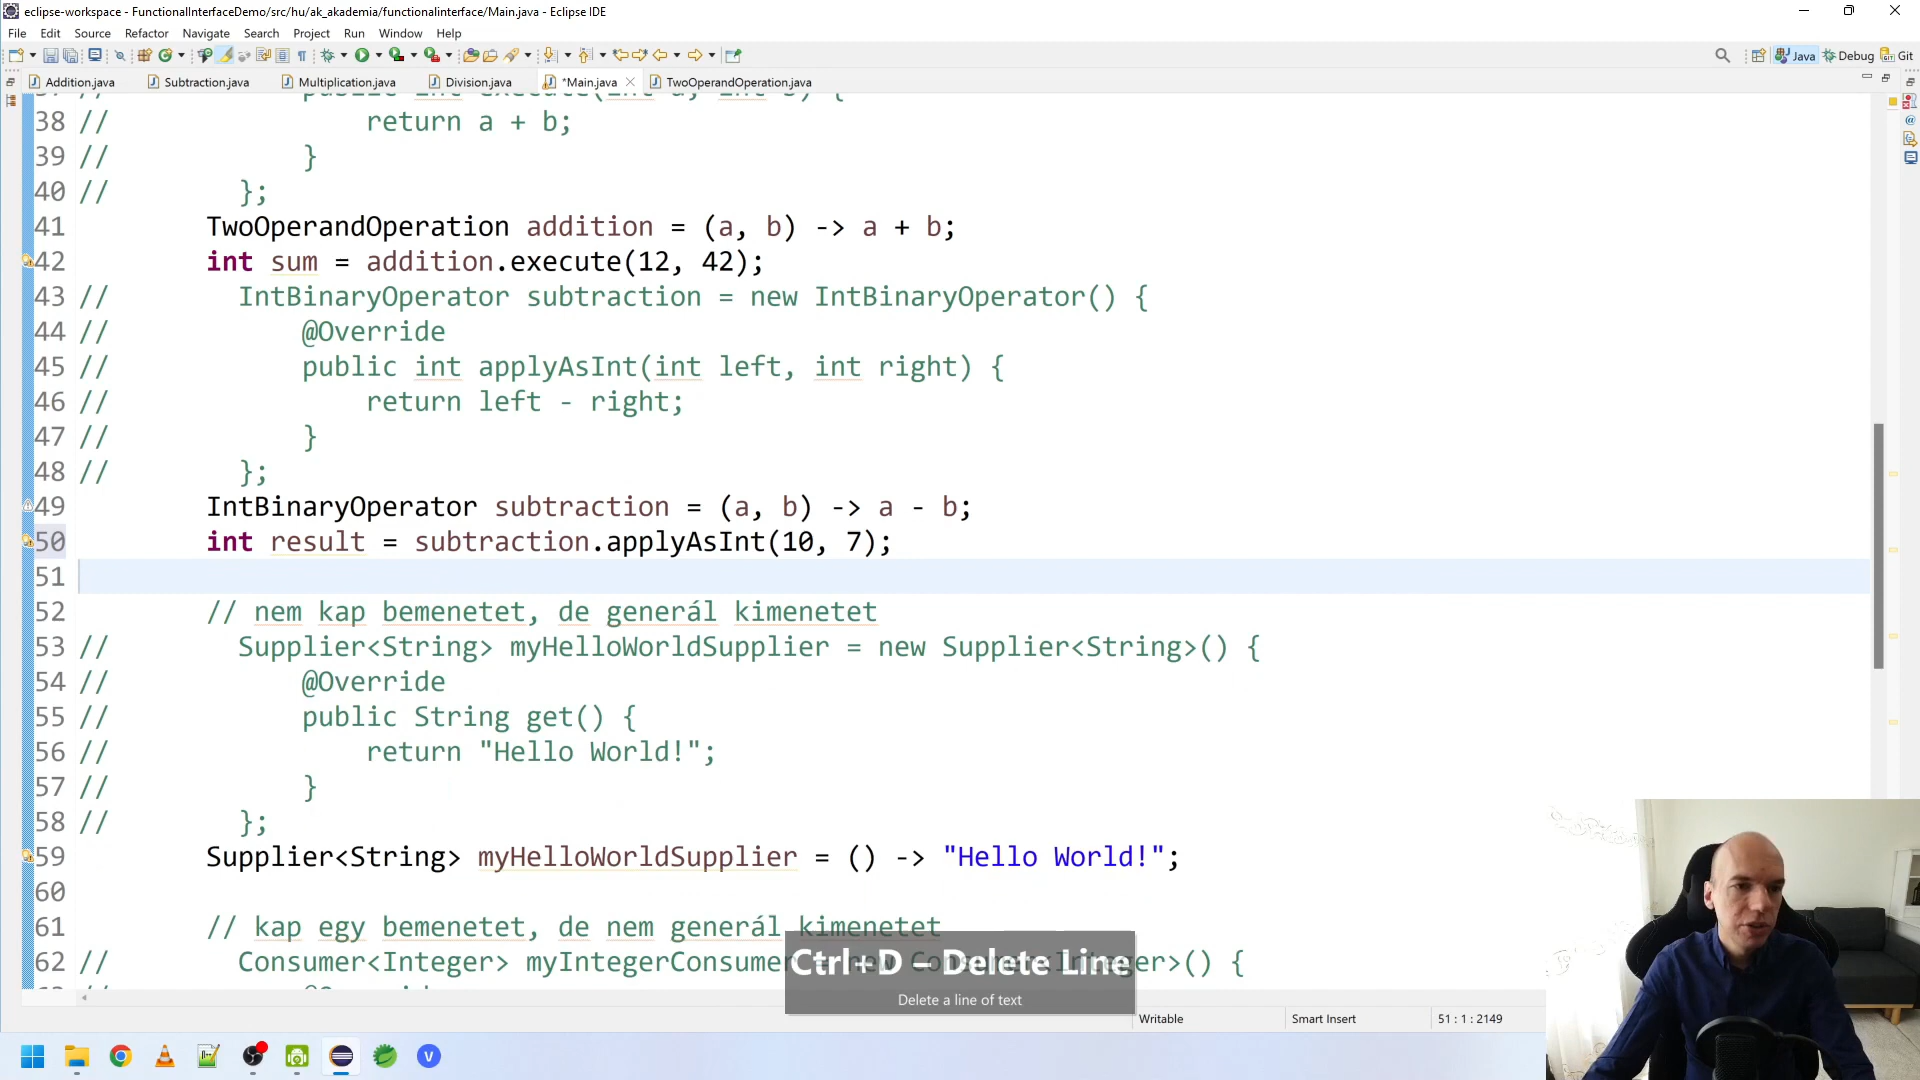 eclipse-workspace - FunctionalInterfaceDemo/src/hu/ak_akademia/functionalinterface/Main.java - Eclipse IDE
File Edit Source Refactor Navigate Search Project Run Window Help
Java Debug Git
Addition.java Subtraction.java Multiplication.java Division.java *Main.java TwoOperandOperation.java
38 // return a + b;
39 // }
40 // };
41 TwoOperandOperation addition = (a, b) -> a + b;
42 int sum = addition.execute(12, 42);
43 // IntBinaryOperator subtraction = new IntBinaryOperator() {
44 // @Override
45 // public int applyAsInt(int left, int right) {
46 // return left - right;
47 // }
48 // };
49 IntBinaryOperator subtraction = (a, b) -> a - b;
50 int result = subtraction.applyAsInt(10, 7);
51
52 // nem kap bemenetet, de generál kimenetet
53 // Supplier<String> myHelloWorldSupplier = new Supplier<String>() {
54 // @Override
55 // public String get() {
56 // return "Hello World!";
57 // }
58 // };
59 Supplier<String> myHelloWorldSupplier = () -> "Hello World!";
60
61 // kap egy bemenetet, de nem generál kimenetet
62 // Consumer<Integer> myIntegerConsumer = new Consumer<Integer>() {
Ctrl+D – Delete Line
Delete a line of text
Writable Smart Insert 51 : 1 : 2149